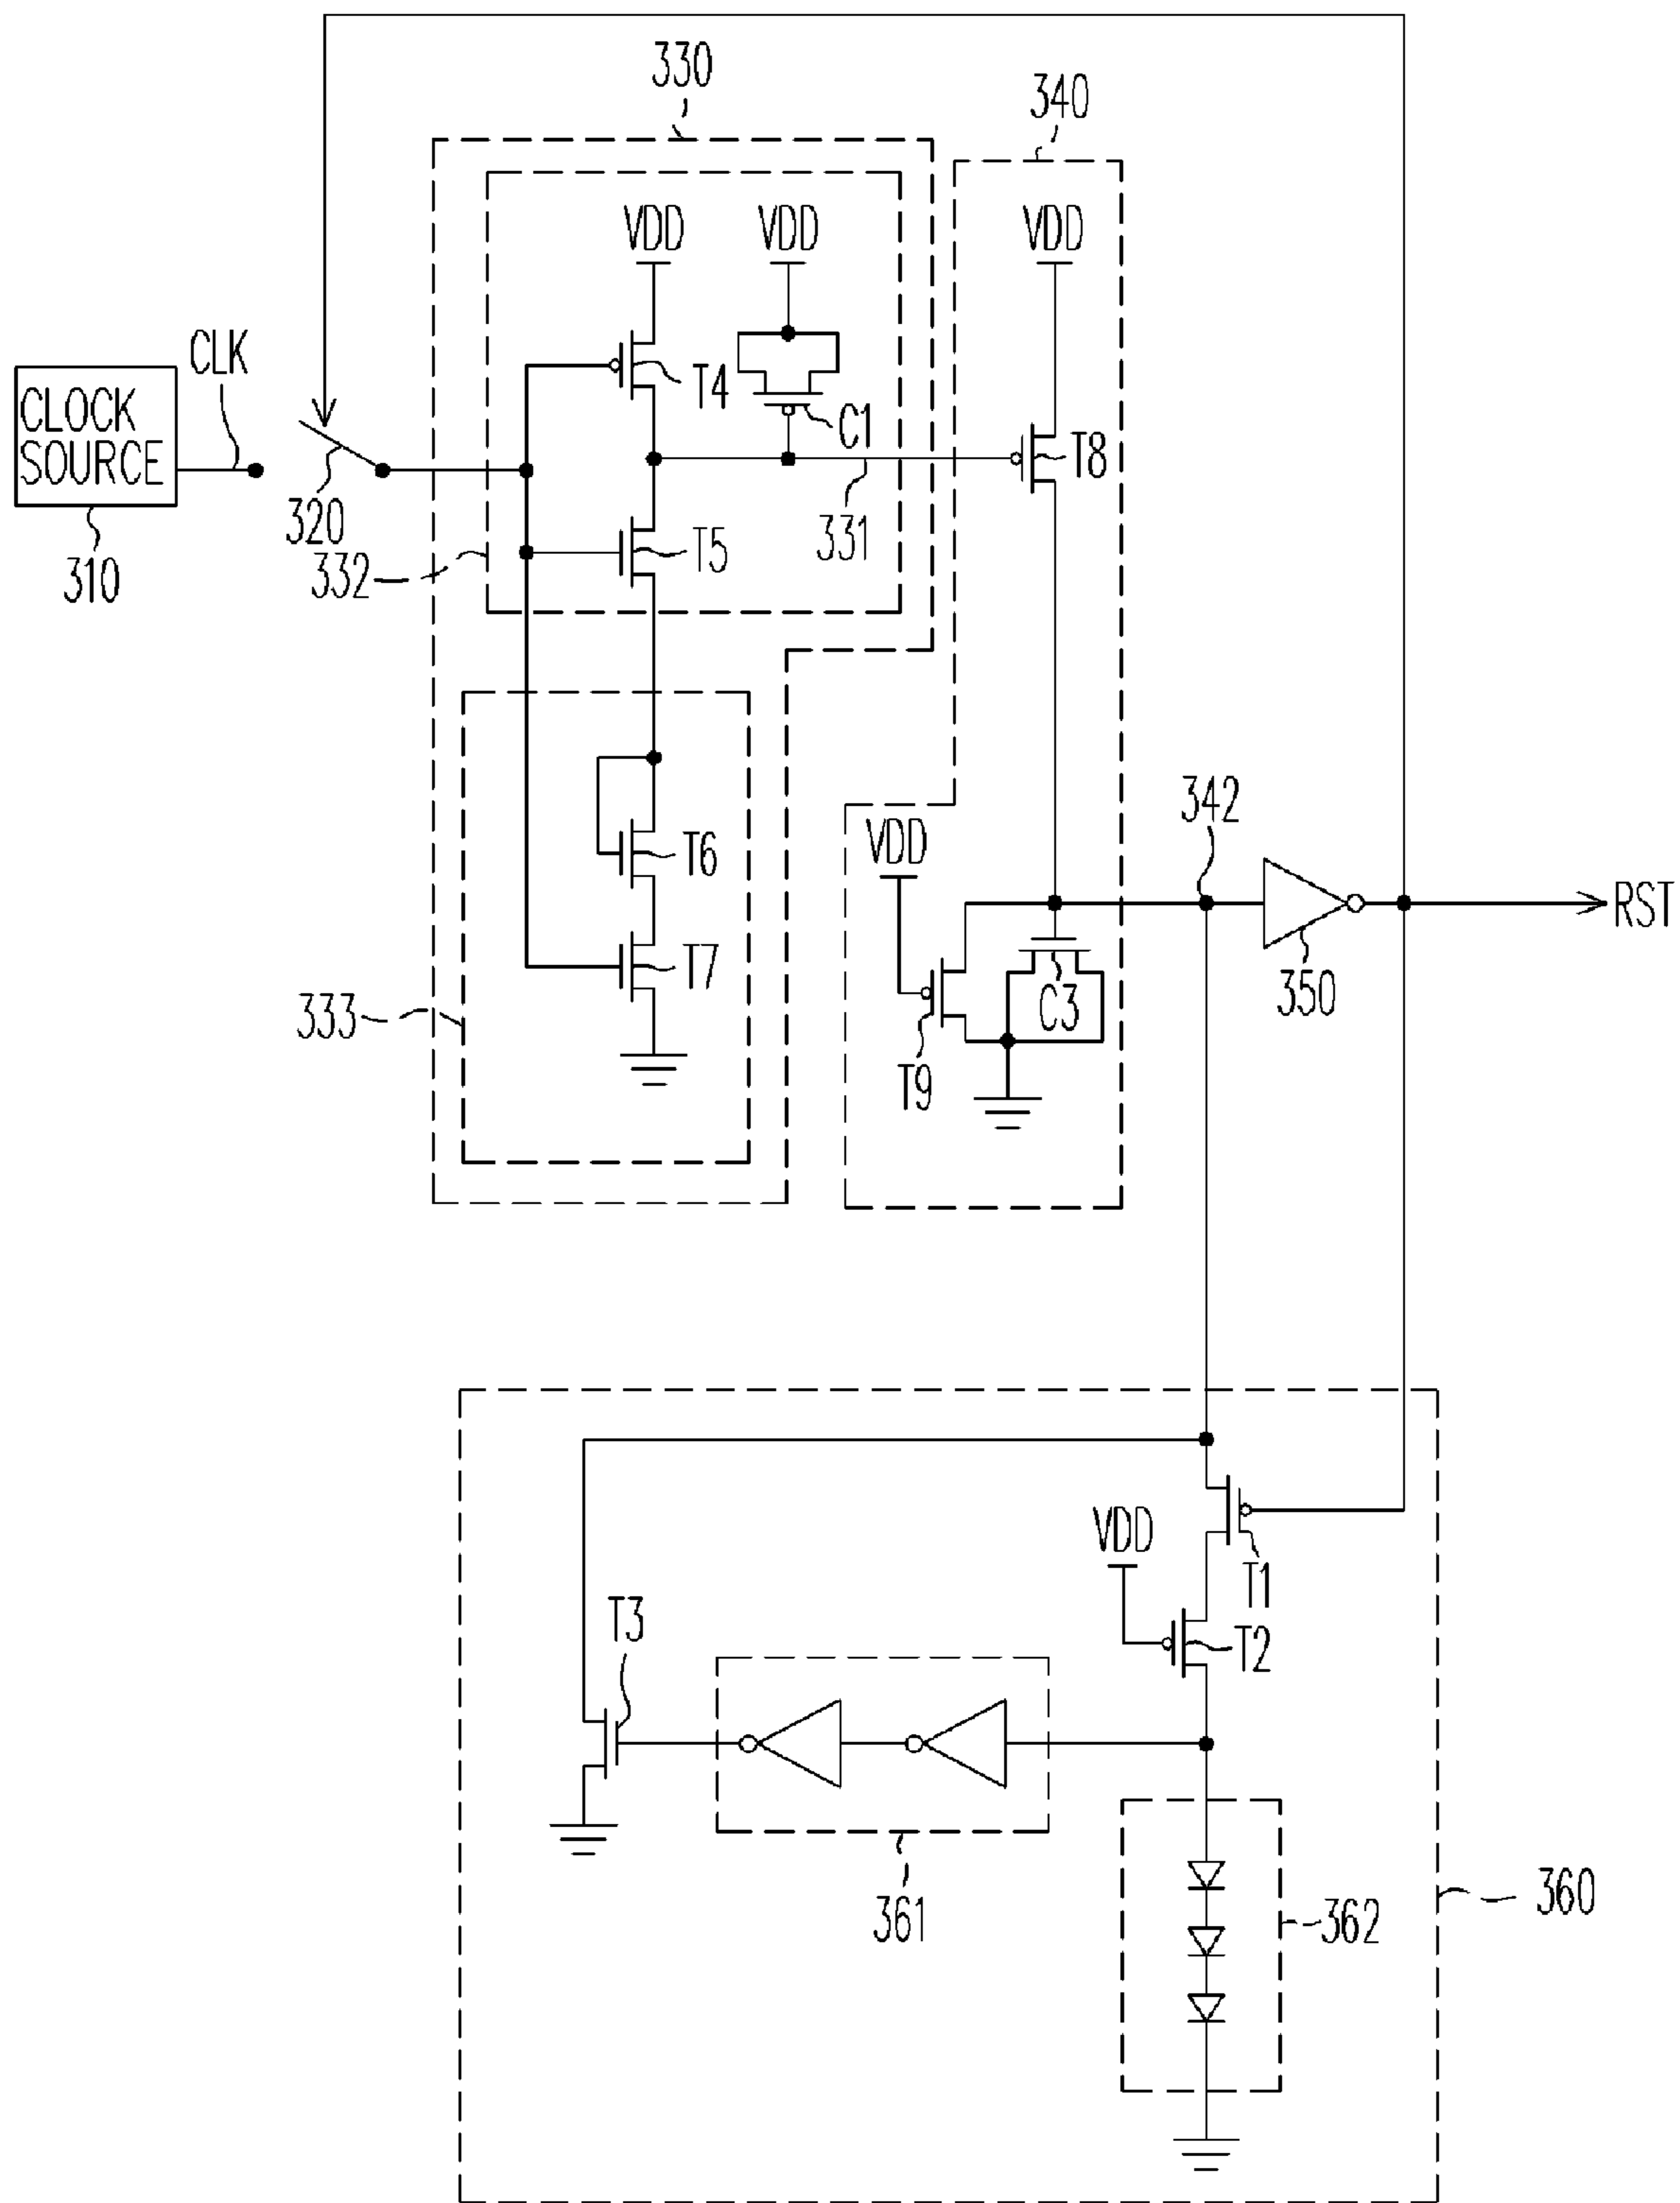 330
340
VDD
VDD
VDD
CLK
T4
C1
T8
CLOCK
SOURCE
320
331
T5
332
310
342
VDD
T6
RST
T7
C3
350
333
T9
VDD
T1
T3
T2
360
361
362